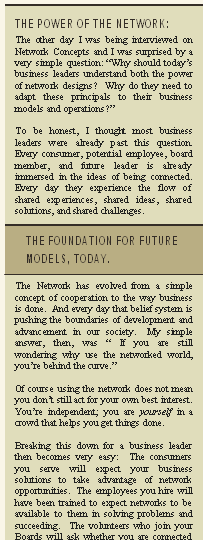 THE POWER OF THE NETWORK:
The other day I was being interviewed on
Network Concepts and I was surprised by a
very simple question: “Why should today’s
business leaders understand both the power
of network designs?  Why do they need to
adapt these principals to their business
models and operations?”
To be honest, I thought most business
leaders were already past this question.
Every consumer, potential employee, board
member, and future leader is already
immersed in the ideas of being connected.
Every day they experience the flow of
shared experiences, shared ideas, shared
solutions, and shared challenges.
THE FOUNDATION FOR FUTURE
MODELS, TODAY.
The Network has evolved from a simple
concept of cooperation to the way business
is done.  And every day that belief system is
pushing the boundaries of development and
advancement in our society.  My simple
answer, then, was “ If you are still
wondering why use the networked world,
you’re behind the curve.”
Of course using the network does not mean
you don’t still act for your own best interest.
You’re independent; you are yourself in a
crowd that helps you get things done.
Breaking this down for a business leader
then becomes very easy:  The consumers
you serve will expect your business
solutions to take advantage of network
opportunities.  The employees you hire will
have been trained to expect networks to be
available to them in solving problems and
succeeding.  The volunteers who join your
Boards will ask whether you are connected